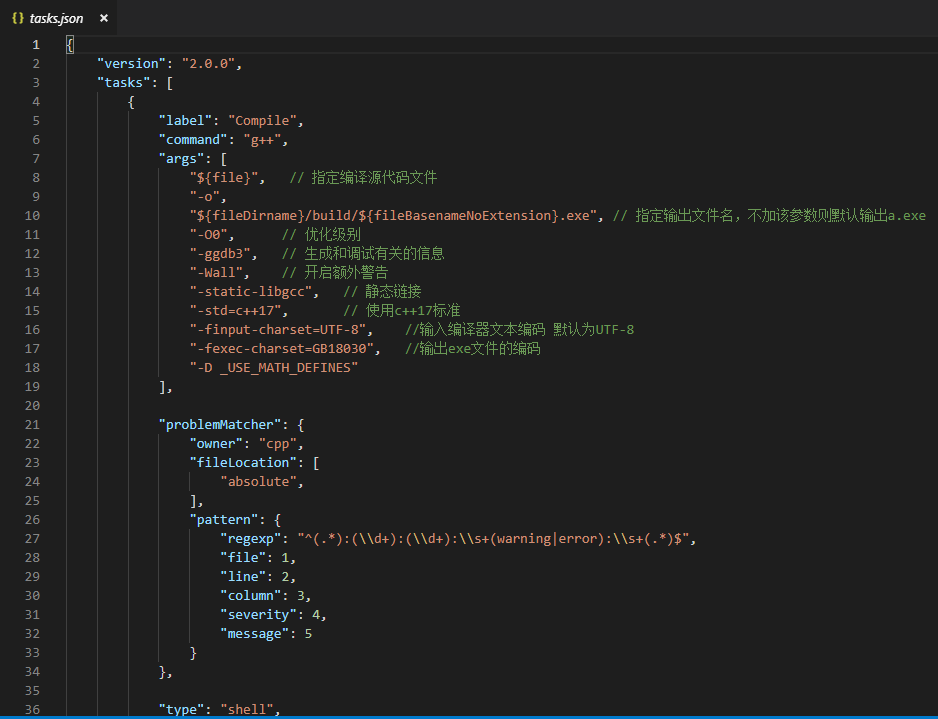 {} tasks.json ×
1 {
2 "version": "2.0.0",
3 "tasks": [
4 {
5 "label": "Compile",
6 "command": "g++",
7 "args": [
8 "${file}", // 指定编译源代码文件
9 "-o",
10 "${fileDirname}/build/${fileBasenameNoExtension}.exe", // 指定输出文件名，不加该参数则默认输出a.exe
11 "-O0", // 优化级别
12 "-ggdb3", // 生成和调试有关的信息
13 "-Wall", // 开启额外警告
14 "-static-libgcc", // 静态链接
15 "-std=c++17", // 使用c++17标准
16 "-finput-charset=UTF-8", //输入编译器文本编码 默认为UTF-8
17 "-fexec-charset=GB18030", //输出exe文件的编码
18 "-D _USE_MATH_DEFINES"
19 ],
20
21 "problemMatcher": {
22 "owner": "cpp",
23 "fileLocation": [
24 "absolute",
25 ],
26 "pattern": {
27 "regexp": "^(.*):(\\d+):(\\d+):\\s+(warning|error):\\s+(.*)$",
28 "file": 1,
29 "line": 2,
30 "column": 3,
31 "severity": 4,
32 "message": 5
33 }
34 },
35
36 "type": "shell",